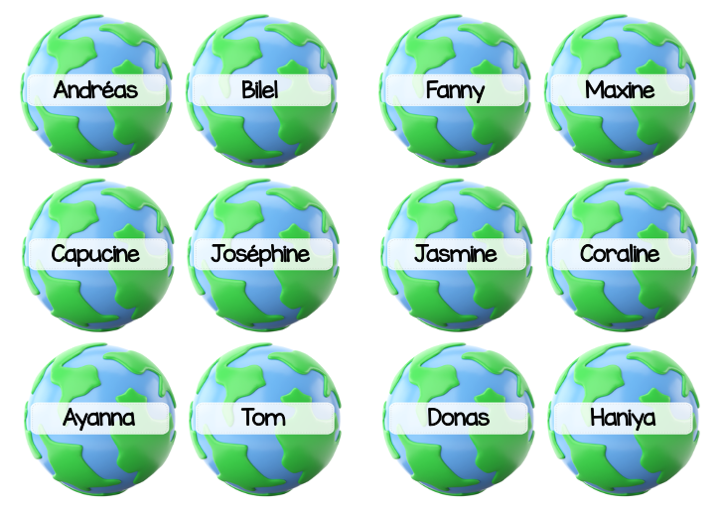 Andréas Bilel Fanny Maxine
Capucine Joséphine Jasmine Coraline
Ayanna Tom Donas Haniya